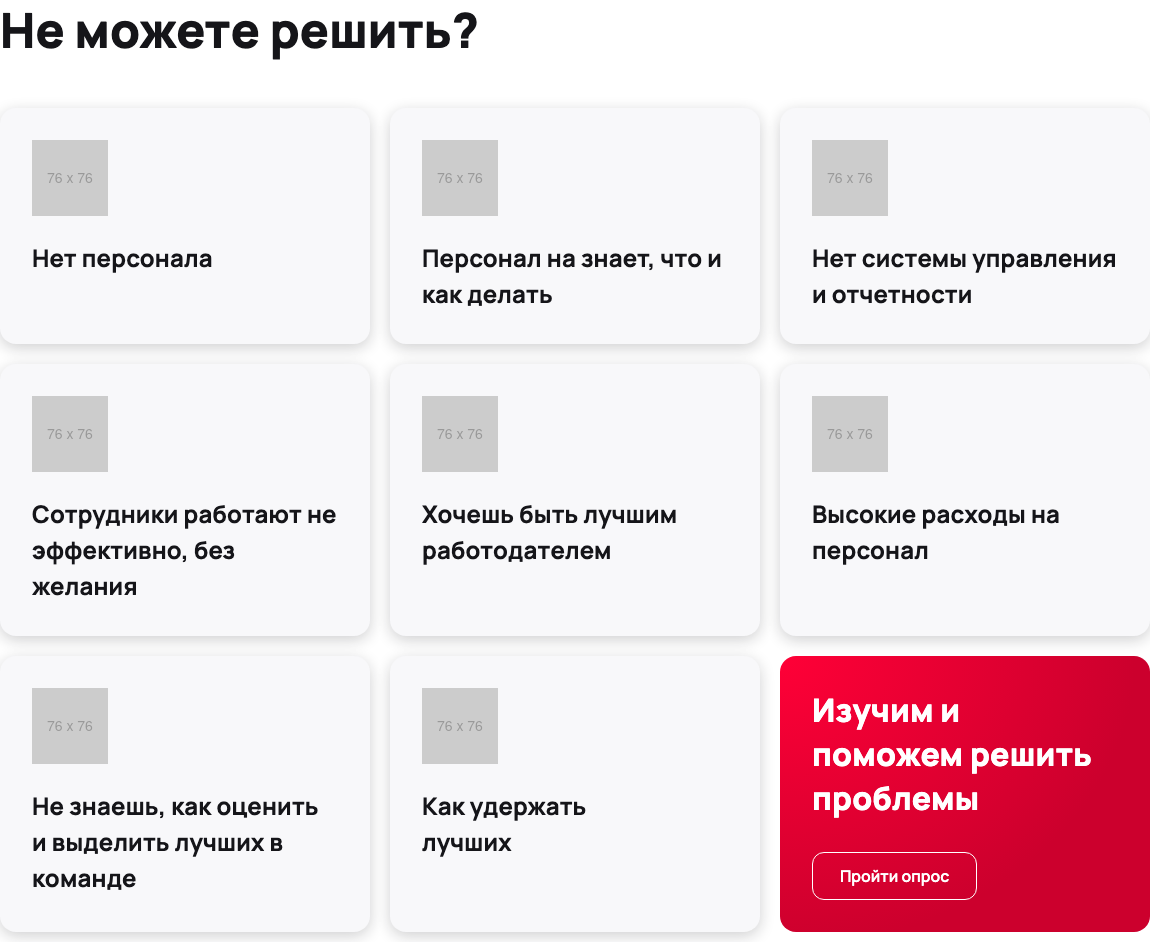 Не можете решить?
76 x 76
Нет персонала
76 x 76
Персонал на знает, что и
как делать
76 x 76
Нет системы управления
и отчетности
76 x 76
Сотрудники работают не
эффективно, без
желания
76 x 76
Хочешь быть лучшим
работодателем
76 x 76
Высокие расходы на
персонал
76 x 76
Не знаешь, как оценить
и выделить лучших в
команде
76 x 76
Как удержать
лучших
Изучим и
поможем решить
проблемы
Пройти опрос